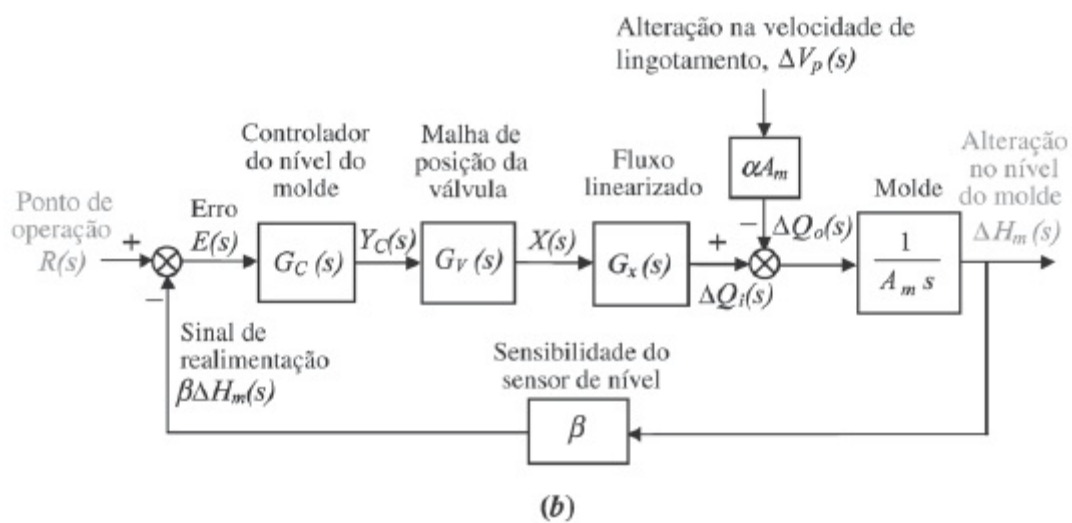 Alteração na velocidade de
lingotamento, ΔVp(s)
Controlador
do nível do
molde
Malha de
posição da
válvula
Fluxo
linearizado
αAm
Molde
Alteração
no nível
do molde
ΔHm(s)
Ponto de
operação
R(s)
+
−
Erro
E(s)
GC(s)
YC(s)
GV(s)
X(s)
Gx(s)
+
ΔQi(s)
−
ΔQo(s)
1
Am s
Sinal de
realimentação
βΔHm(s)
Sensibilidade do
sensor de nível
β
(b)